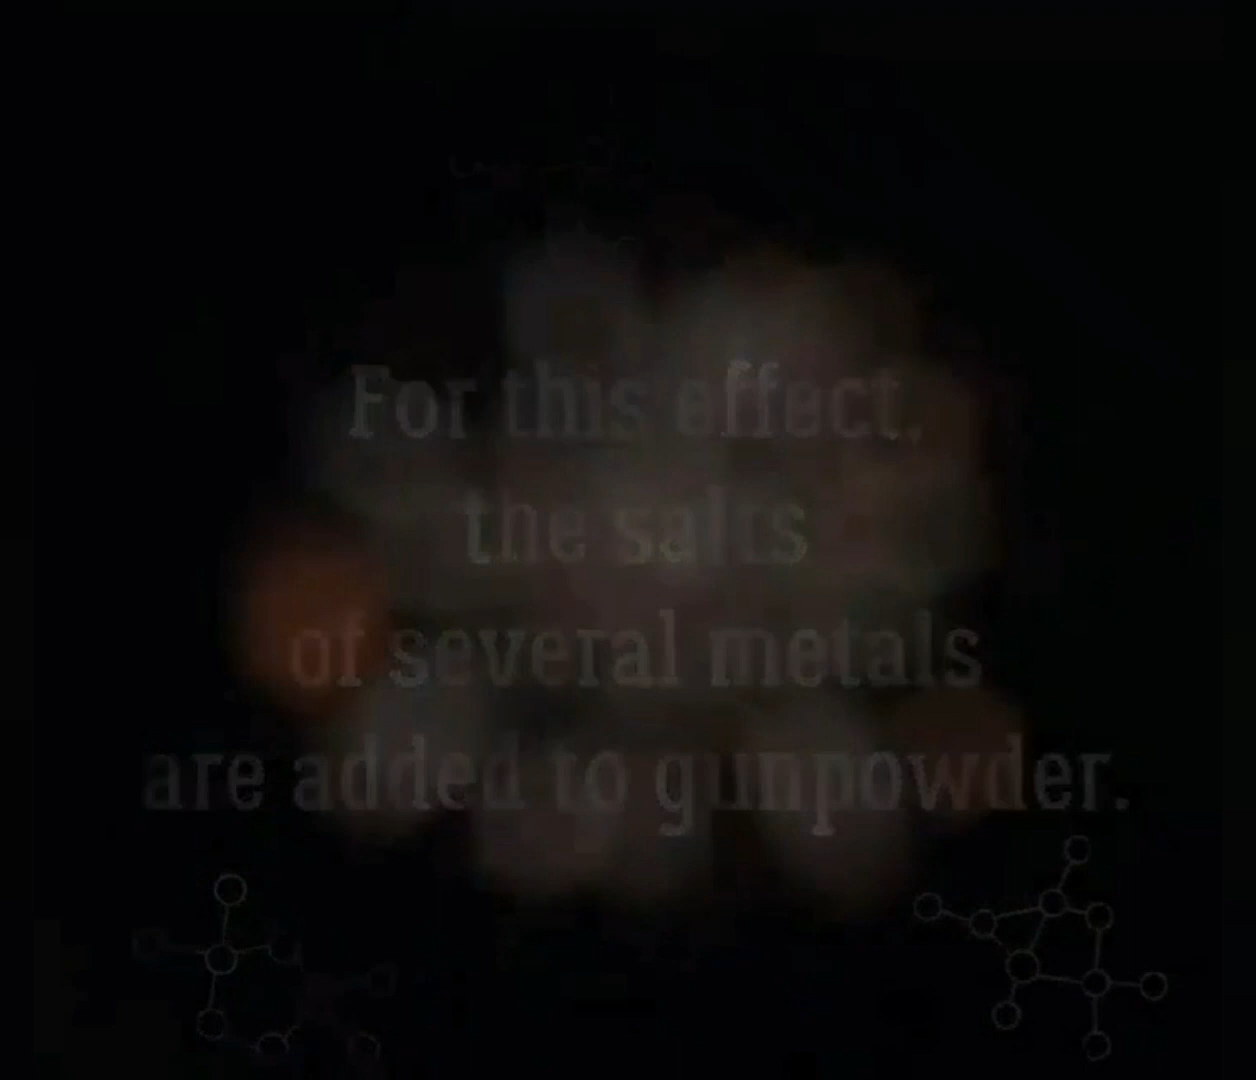 For this effect,
the salts
of several metals
are added to gunpowder.